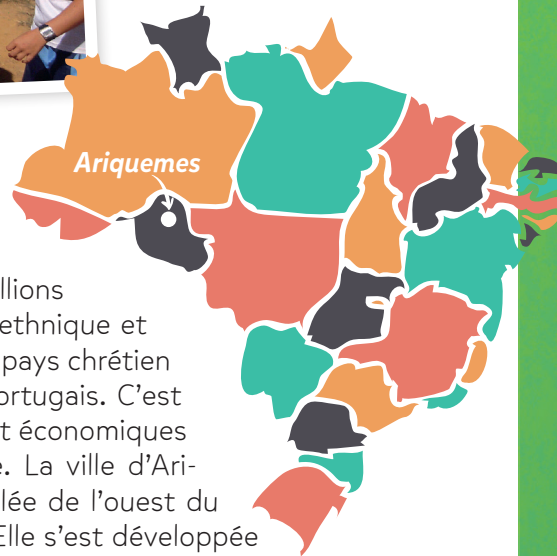 Ariquemes
llions
ethnique et
pays chrétien
ortugais. C’est
t économiques
e. La ville d’Ari-
lée de l’ouest du
Elle s’est développée